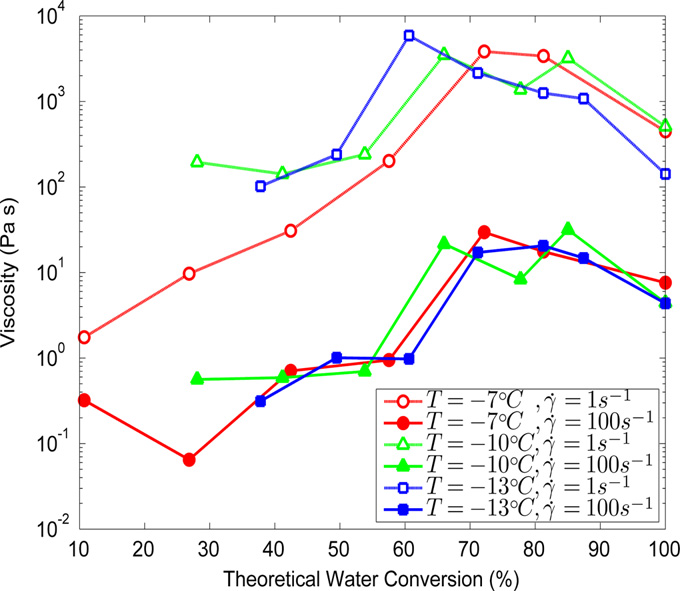 10^4
10^3
10^2
10^1
10^0
10^-1
10^-2
Viscosity (Pa s)
T = −7°C , γ̇ = 1s^−1
T = −7°C , γ̇ = 100s^−1
T = −10°C, γ̇ = 1s^−1
T = −10°C, γ̇ = 100s^−1
T = −13°C, γ̇ = 1s^−1
T = −13°C, γ̇ = 100s^−1
10 20 30 40 50 60 70 80 90 100
Theoretical Water Conversion (%)